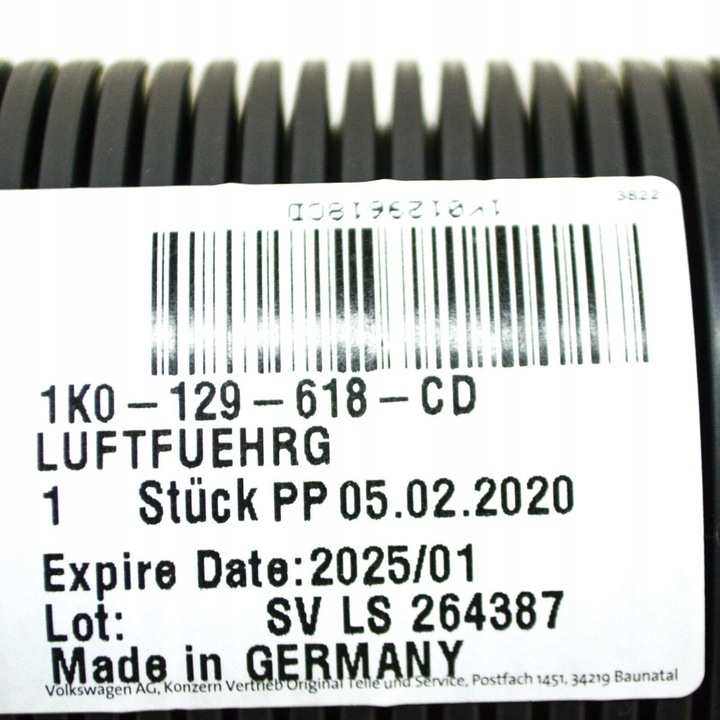 3822
1K0129618CD
1K0-129-618-CD
LUFTFUEHRG
1 Stück PP 05.02.2020
Expire Date:2025/01
Lot: SV LS 264387
Made in GERMANY
Volkswagen AG, Konzern Vertrieb Original Teile und Service, Postfach 1451, 34219 Baunatal